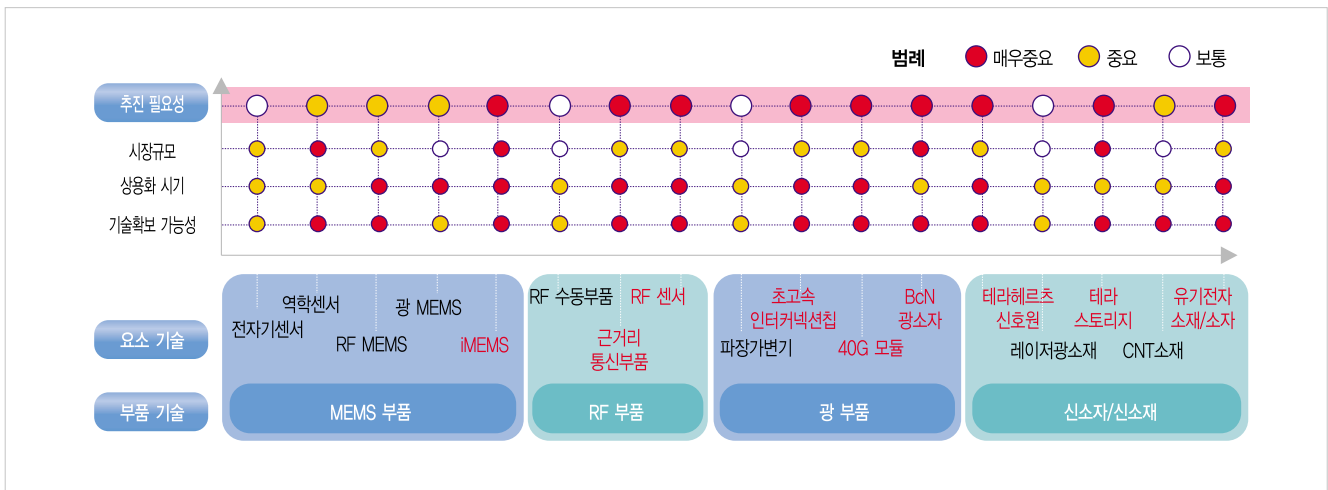 범례 매우중요 중요 보통
추진 필요성
시장규모
상용화 시기
기술확보 가능성
요소 기술
전자기센서
역학센서
RF MEMS
광 MEMS
iMEMS
RF 수동부품
근거리
통신부품
RF 센서
파장가변기
초고속
인터커넥션칩
40G 모듈
BcN
광소자
테라헤르츠
신호원
레이저광소재
테라
스토리지
CNT소재
유기전자
소재/소자
부품 기술
MEMS 부품
RF 부품
광 부품
신소자/신소재